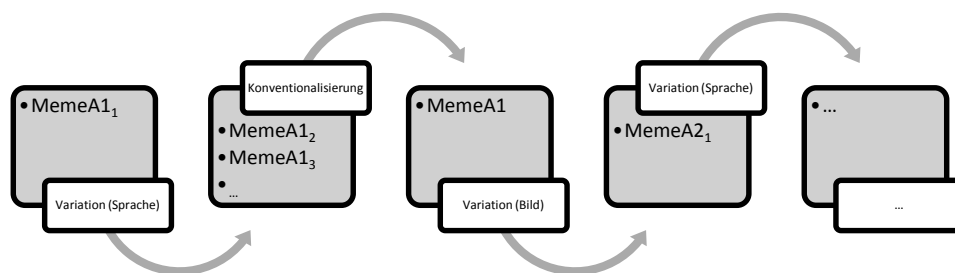 • MemeA1₁
Variation (Sprache)
Konventionalisierung
• MemeA1₂
• MemeA1₃
• ...
• MemeA1
Variation (Bild)
Variation (Sprache)
• MemeA2₁
• ...
...